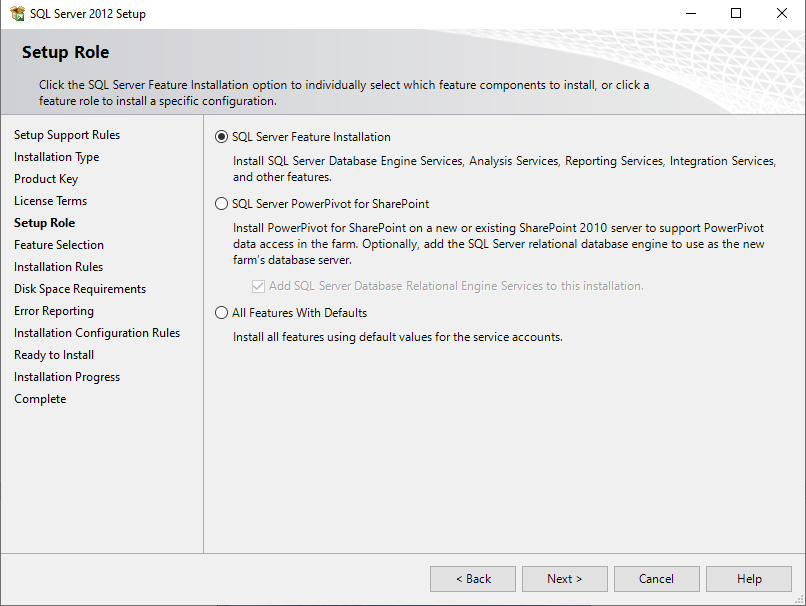 SQL Server 2012 Setup
Setup Role
Click the SQL Server Feature Installation option to individually select which feature components to install, or click a
feature role to install a specific configuration.
Setup Support Rules
Installation Type
Product Key
License Terms
Setup Role
Feature Selection
Installation Rules
Disk Space Requirements
Error Reporting
Installation Configuration Rules
Ready to Install
Installation Progress
Complete
SQL Server Feature Installation
Install SQL Server Database Engine Services, Analysis Services, Reporting Services, Integration Services,
and other features.
SQL Server PowerPivot for SharePoint
Install PowerPivot for SharePoint on a new or existing SharePoint 2010 server to support PowerPivot
data access in the farm. Optionally, add the SQL Server relational database engine to use as the new
farm's database server.
Add SQL Server Database Relational Engine Services to this installation.
All Features With Defaults
Install all features using default values for the service accounts.
< Back
Next >
Cancel
Help